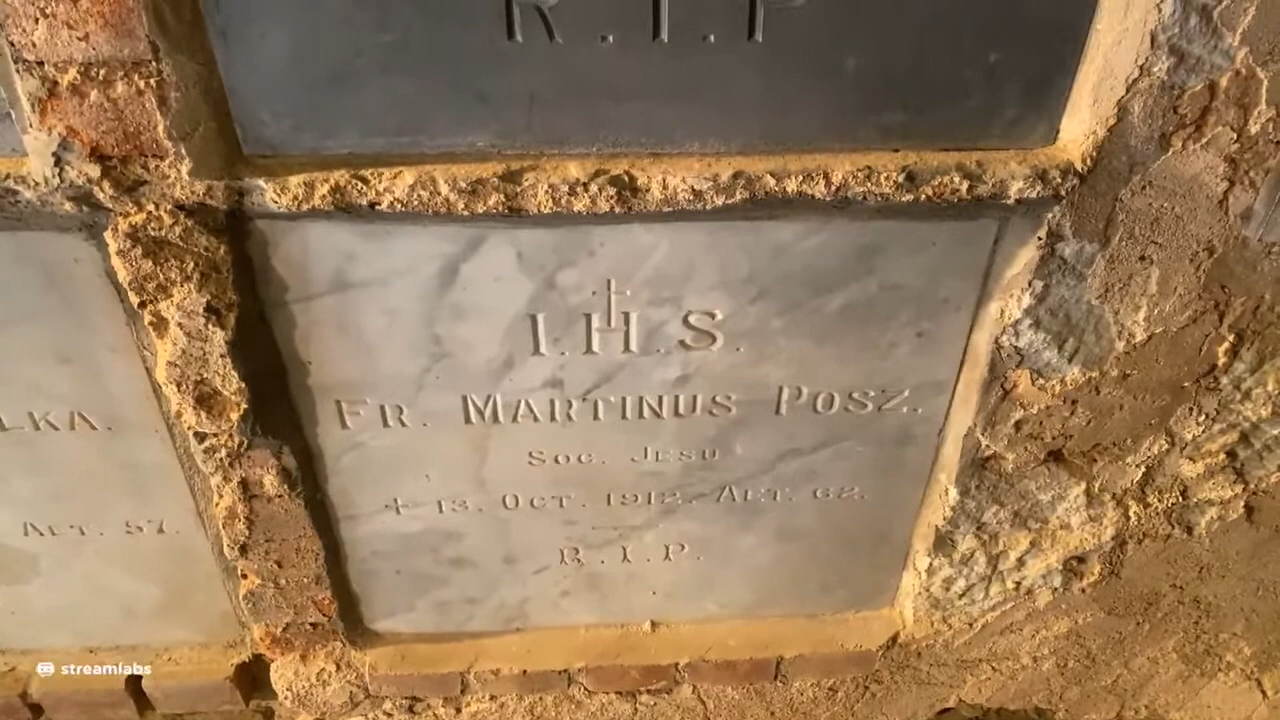 R.I.P
I.H.S.
FR. MARTINUS POSZ.
SOC. JESU
† 13. OCT. 1912. AET. 62.
R.I.P.
LKA.
AET. 57.
streamlabs